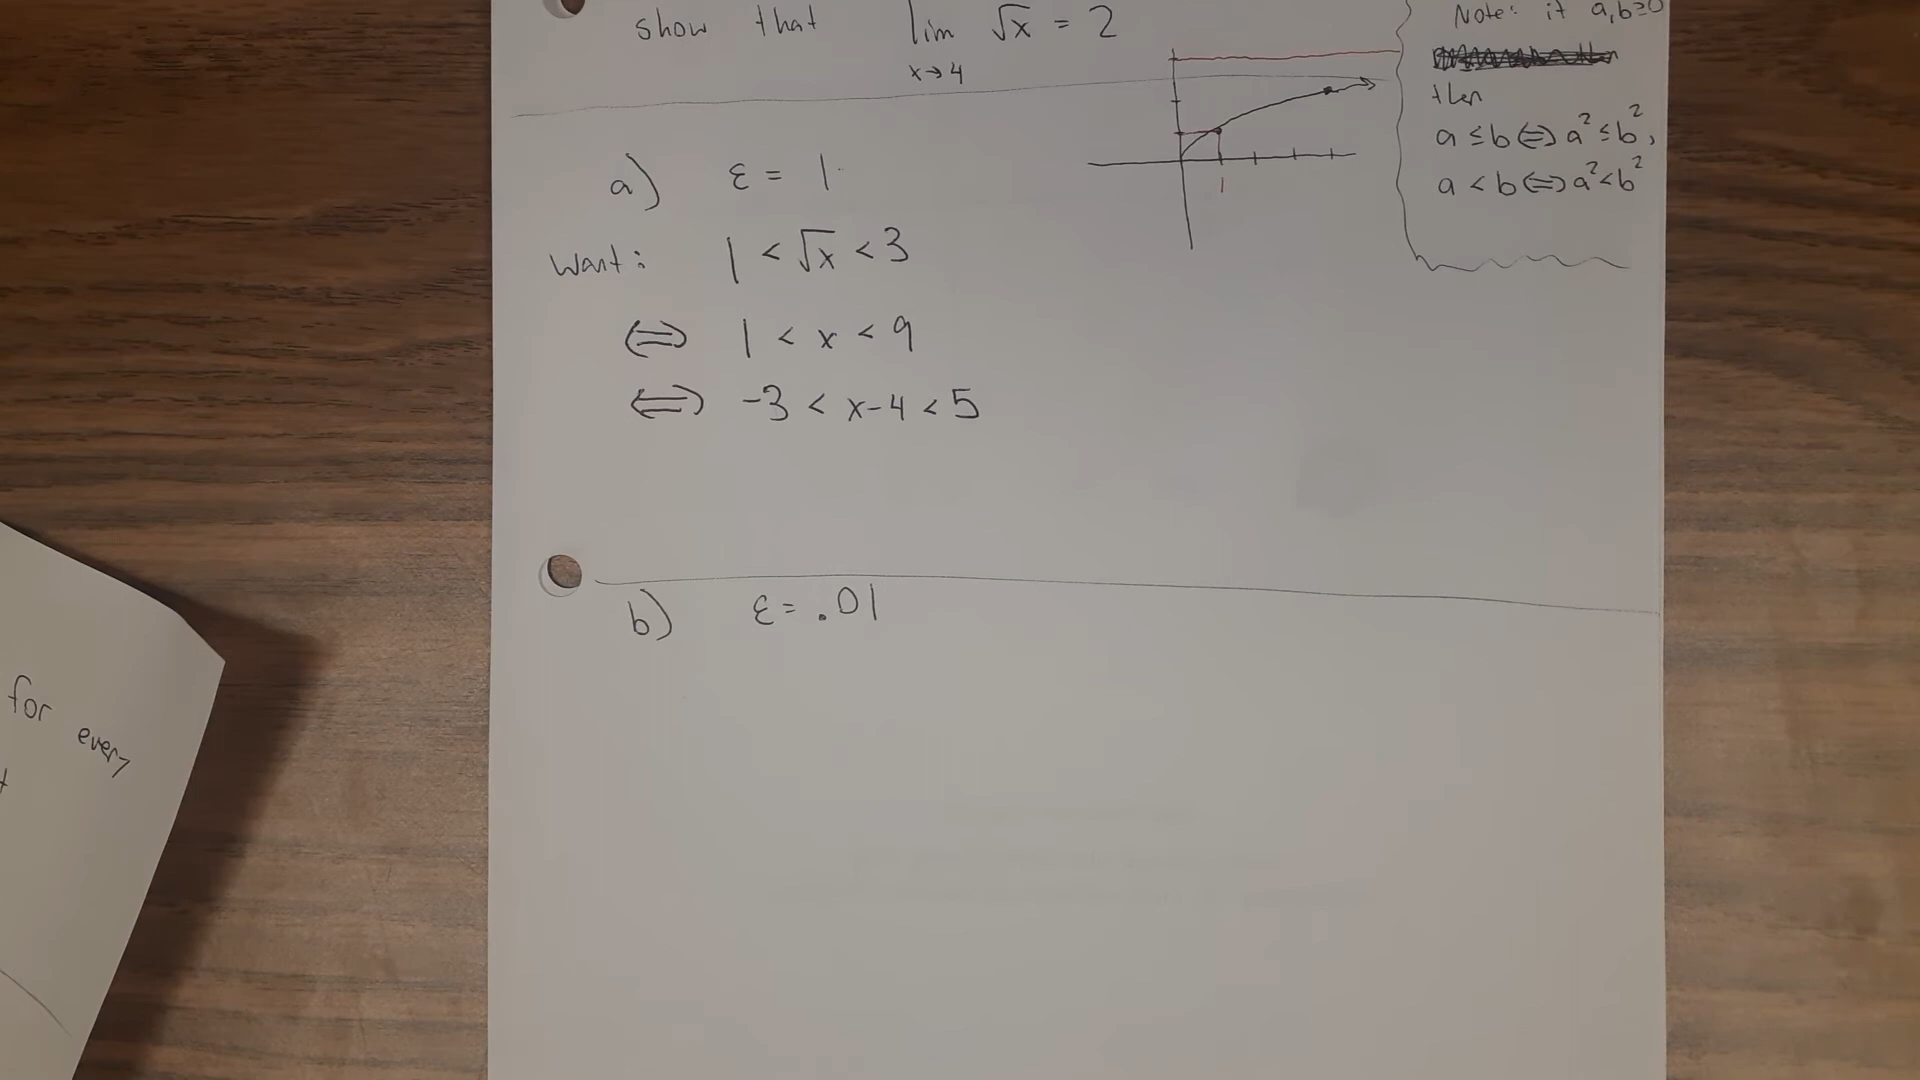 show that lim √x = 2
x→4
Note: if a,b≥0
then
a ≤ b ⟺ a² ≤ b²,
a < b ⟺ a² < b²
1
a) ε = 1
Want: 1 < √x < 3
⟺ 1 < x < 9
⟺ -3 < x-4 < 5
b) ε = .01
for every